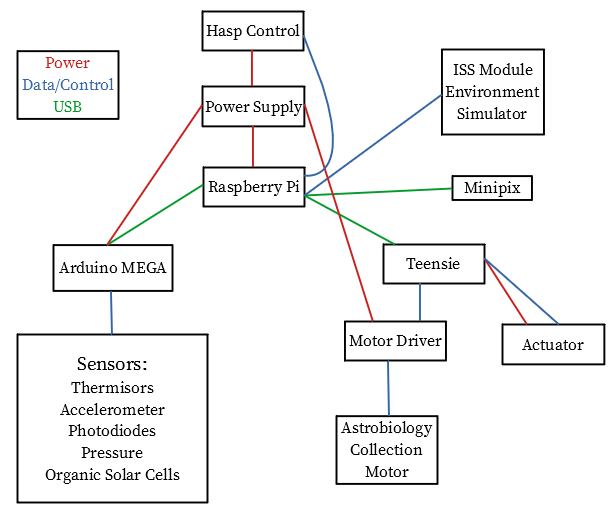 Hasp Control
Power
Data/Control
USB
ISS Module
Environment
Simulator
Power Supply
Raspberry Pi
Minipix
Arduino MEGA
Teensie
Motor Driver
Actuator
Sensors:
Thermisors
Accelerometer
Photodiodes
Pressure
Organic Solar Cells
Astrobiology
Collection
Motor